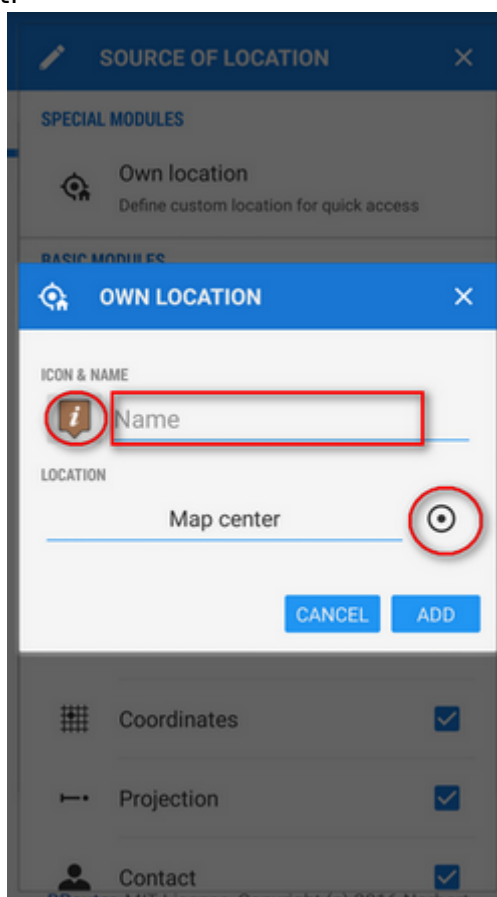 SOURCE OF LOCATION
SPECIAL MODULES
Own location
Define custom location for quick access
BASIC MODULES
OWN LOCATION
ICON & NAME
Name
LOCATION
Map center
CANCEL ADD
Coordinates
Projection
Contact